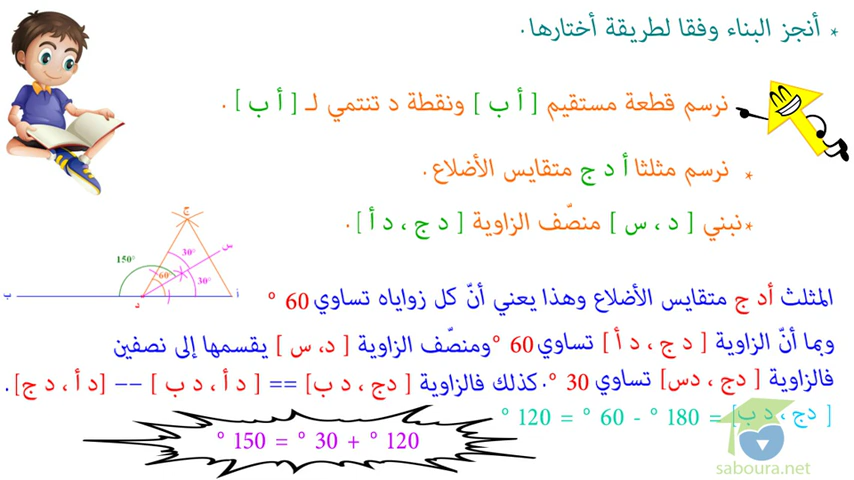 * أنجز البناء وفقا لطريقة أختارها.
نرسم قطعة مستقيم [ أ ب ] ونقطة د تنتمي لـ [ أ ب ] .
* نرسم مثلثا أ د ج متقايس الأضلاع.
* نبني [ د ، س ] منصّف الزاوية [ د ج ، د أ ] .
ج
س
150°
30°
60°
30°
ب
د
أ
المثلث أد ج متقايس الأضلاع وهذا يعني أنّ كل زواياه تساوي 60 °
وبما أنّ الزاوية [ د ج ، د أ ] تساوي 60 ° ومنصّف الزاوية [ د، س ] يقسمها إلى نصفين
فالزاوية [ دج ، دس] تساوي 30 °. كذلك فالزاوية [ دج ، د ب] == [ د أ ، د ب ] –– [د أ ، د ج] .
[ دج ، د ب] = 180 ° - 60 ° = 120 °
120 ° + 30 ° = 150 °
saboura.net